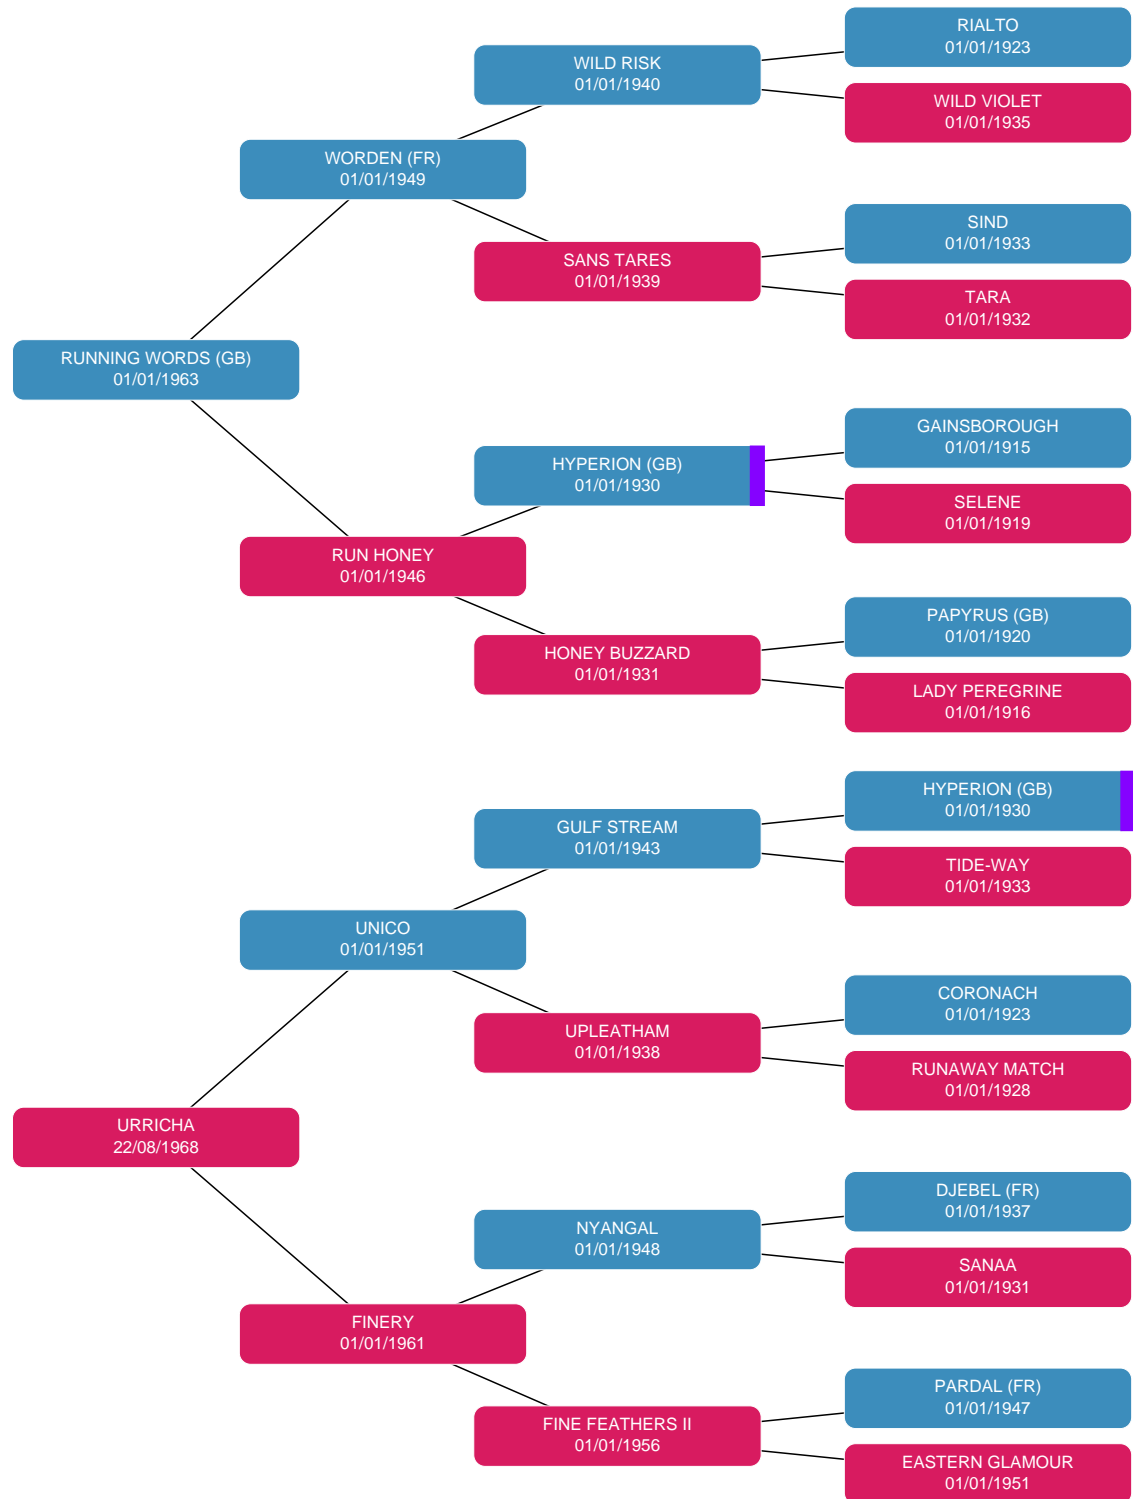 RIALTO
01/01/1923
WILD RISK
01/01/1940
WILD VIOLET
01/01/1935
WORDEN (FR)
01/01/1949
SIND
01/01/1933
SANS TARES
01/01/1939
TARA
01/01/1932
RUNNING WORDS (GB)
01/01/1963
GAINSBOROUGH
01/01/1915
HYPERION (GB)
01/01/1930
SELENE
01/01/1919
RUN HONEY
01/01/1946
PAPYRUS (GB)
01/01/1920
HONEY BUZZARD
01/01/1931
LADY PEREGRINE
01/01/1916
HYPERION (GB)
01/01/1930
GULF STREAM
01/01/1943
TIDE-WAY
01/01/1933
UNICO
01/01/1951
CORONACH
01/01/1923
UPLEATHAM
01/01/1938
RUNAWAY MATCH
01/01/1928
URRICHA
22/08/1968
DJEBEL (FR)
01/01/1937
NYANGAL
01/01/1948
SANAA
01/01/1931
FINERY
01/01/1961
PARDAL (FR)
01/01/1947
FINE FEATHERS II
01/01/1956
EASTERN GLAMOUR
01/01/1951